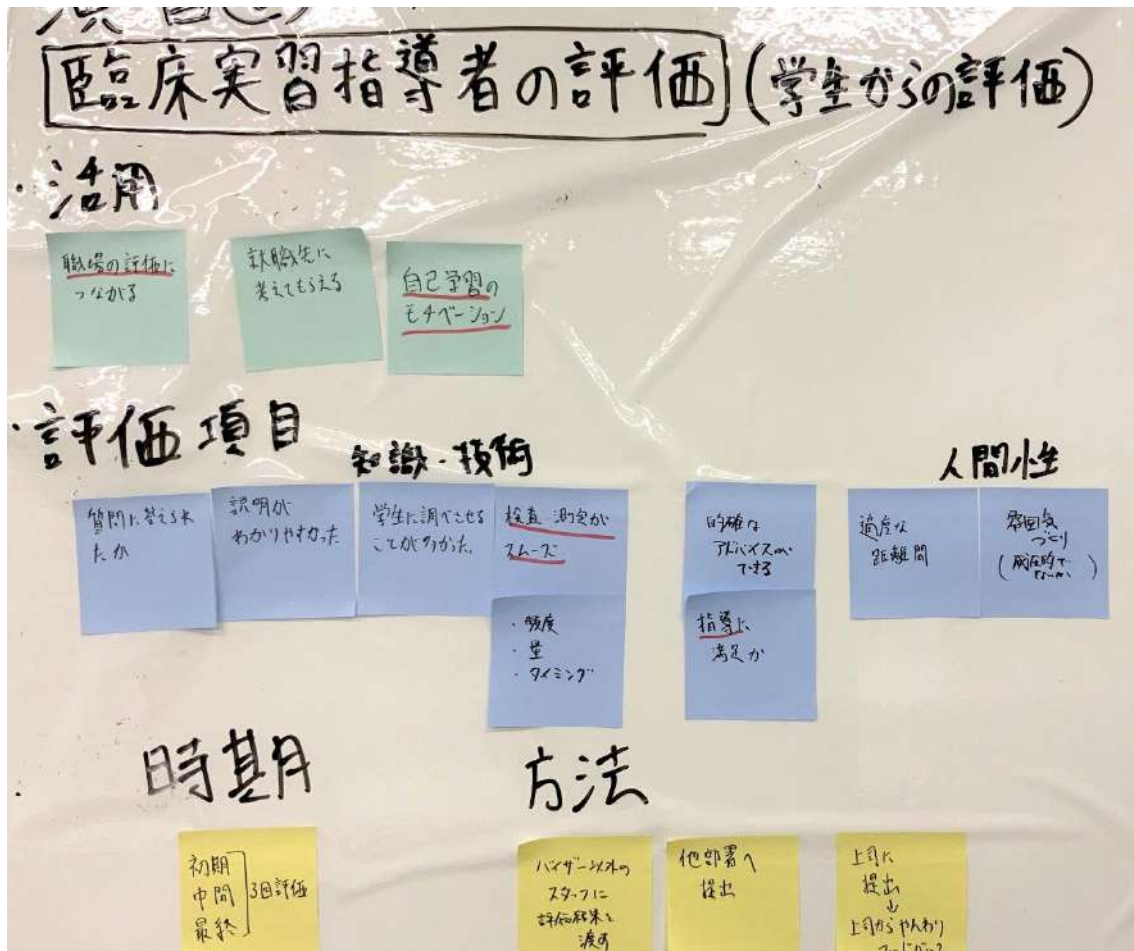 臨床実習指導者の評価 (学生からの評価)
・活用
職場の評価に
つながる
就職先に
考えてもらえる
自己学習の
モチベーション
・評価項目
知識・技術
人間性
質問に答えられ
たか
説明が
わかりやすかった
学生に調べさせる
ことが多かった。
検査・測定が
スムーズ
的確な
アドバイスが
できる
適度な
距離間
雰囲気
づくり
(威圧的で
ないか)
・頻度
・量
・タイミング
指導に
満足か
・時期
方法
初期
中間
最終
3回評価
バイザー以外の
スタッフに
評価結果を
渡す
他部署へ
提出
上司に
提出
↓
上司からやんわり